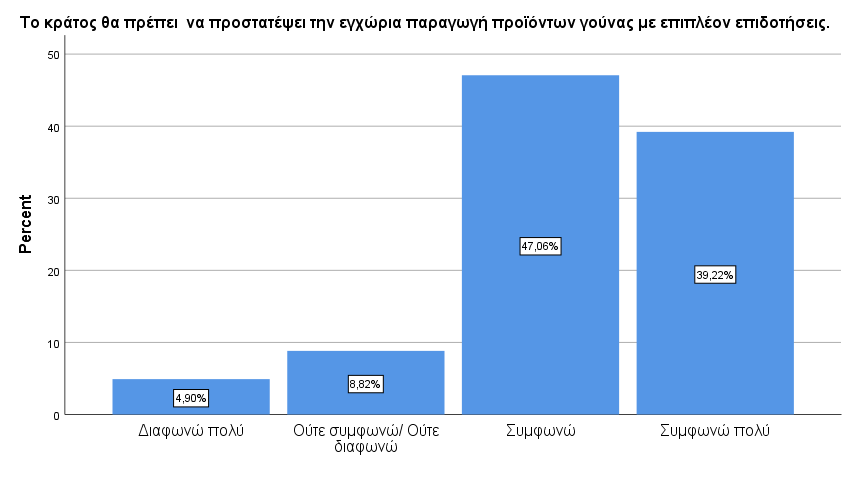 Το κράτος θα πρέπει να προστατέψει την εγχώρια παραγωγή προϊόντων γούνας με επιπλέον επιδοτήσεις.
50
40
30
20
10
0
Percent
4,90%
8,82%
47,06%
39,22%
Διαφωνώ πολύ
Ούτε συμφωνώ/ Ούτε
διαφωνώ
Συμφωνώ
Συμφωνώ πολύ